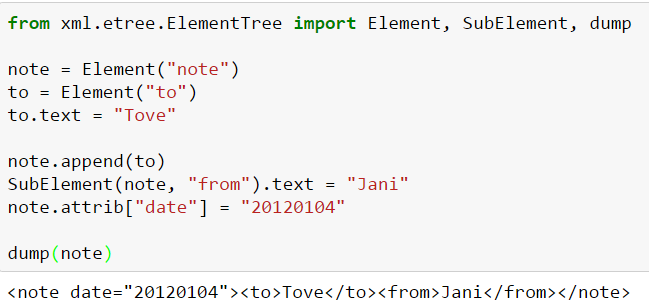 from xml.etree.ElementTree import Element, SubElement, dump
note = Element("note")
to = Element("to")
to.text = "Tove"
note.append(to)
SubElement(note, "from").text = "Jani"
note.attrib["date"] = "20120104"
dump(note)
<note date="20120104"><to>Tove</to><from>Jani</from></note>